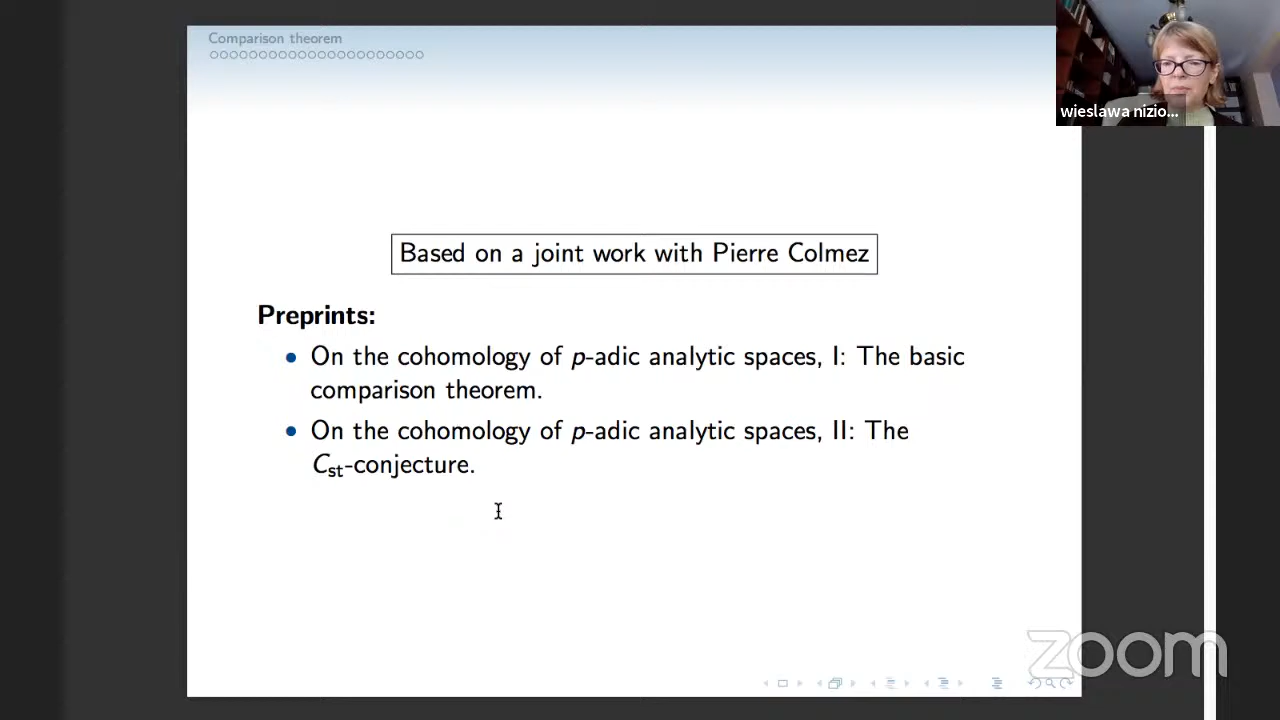 Comparison theorem
wieslawa nizio...
Based on a joint work with Pierre Colmez
Preprints:
• On the cohomology of p-adic analytic spaces, I: The basic
comparison theorem.
• On the cohomology of p-adic analytic spaces, II: The
C_st-conjecture.
zoom